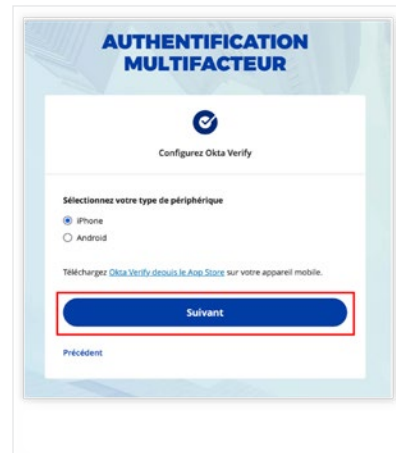 AUTHENTIFICATION
MULTIFACTEUR
Configurez Okta Verify
Sélectionnez votre type de périphérique
iPhone
Android
Téléchargez Okta Verify depuis le App Store sur votre appareil mobile.
Suivant
Précédent